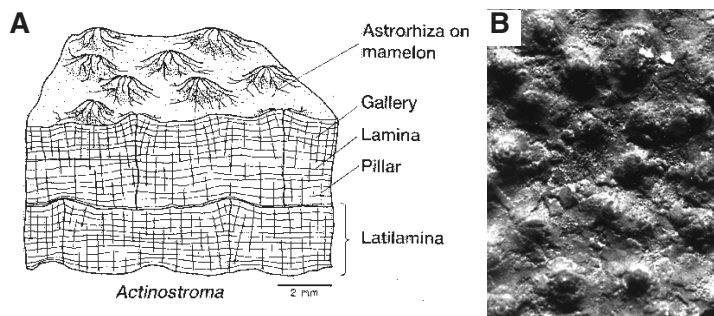 A
Astrorhiza on
mamelon
Gallery
Lamina
Pillar
Latilamina
Actinostroma
2 mm
B